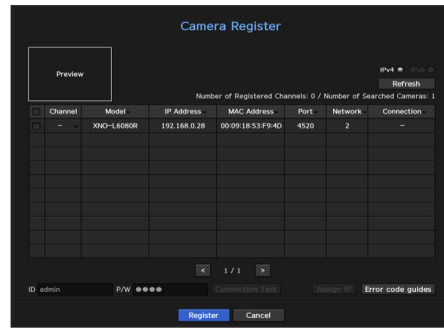 Camera Register
Preview
IPv4 IPv6
Refresh
Number of Registered Channels: 0 / Number of Searched Cameras: 1
Channel Model IP Address MAC Address Port Network Connection
– XNO-L6080R 192.168.0.28 00:09:18:53:F9:4D 4520 2 –
< 1 / 1 >
ID admin P/W ●●●● Connection Test Assign IP Error code guides
Register Cancel